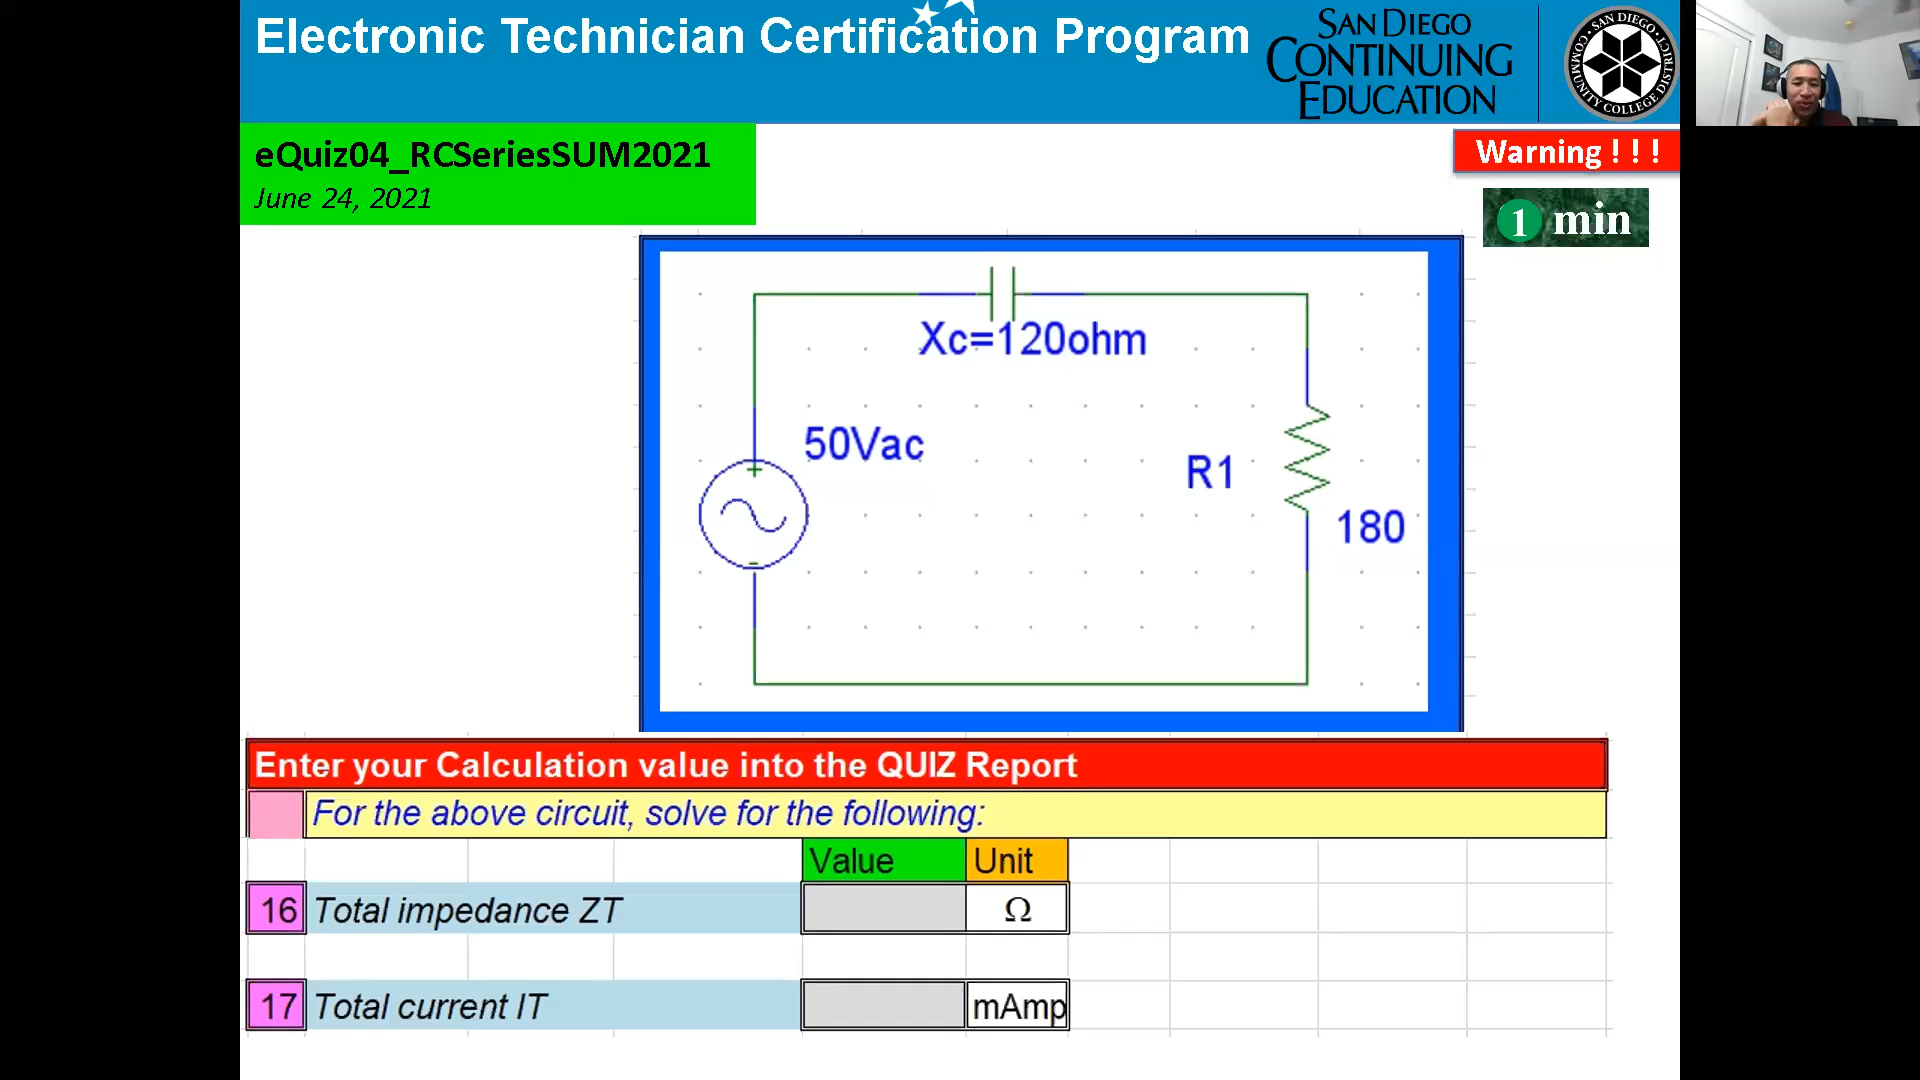 Electronic Technician Certification Program
SAN DIEGO
CONTINUING
EDUCATION
SAN DIEGO
COMMUNITY COLLEGE DISTRICT
eQuiz04_RCSeriesSUM2021
June 24, 2021
Warning ! ! !
1 min
Xc=120ohm
50Vac
+
R1
180
-
Enter your Calculation value into the QUIZ Report
For the above circuit, solve for the following:
Value Unit
16 Total impedance ZT Ω
17 Total current IT mAmp